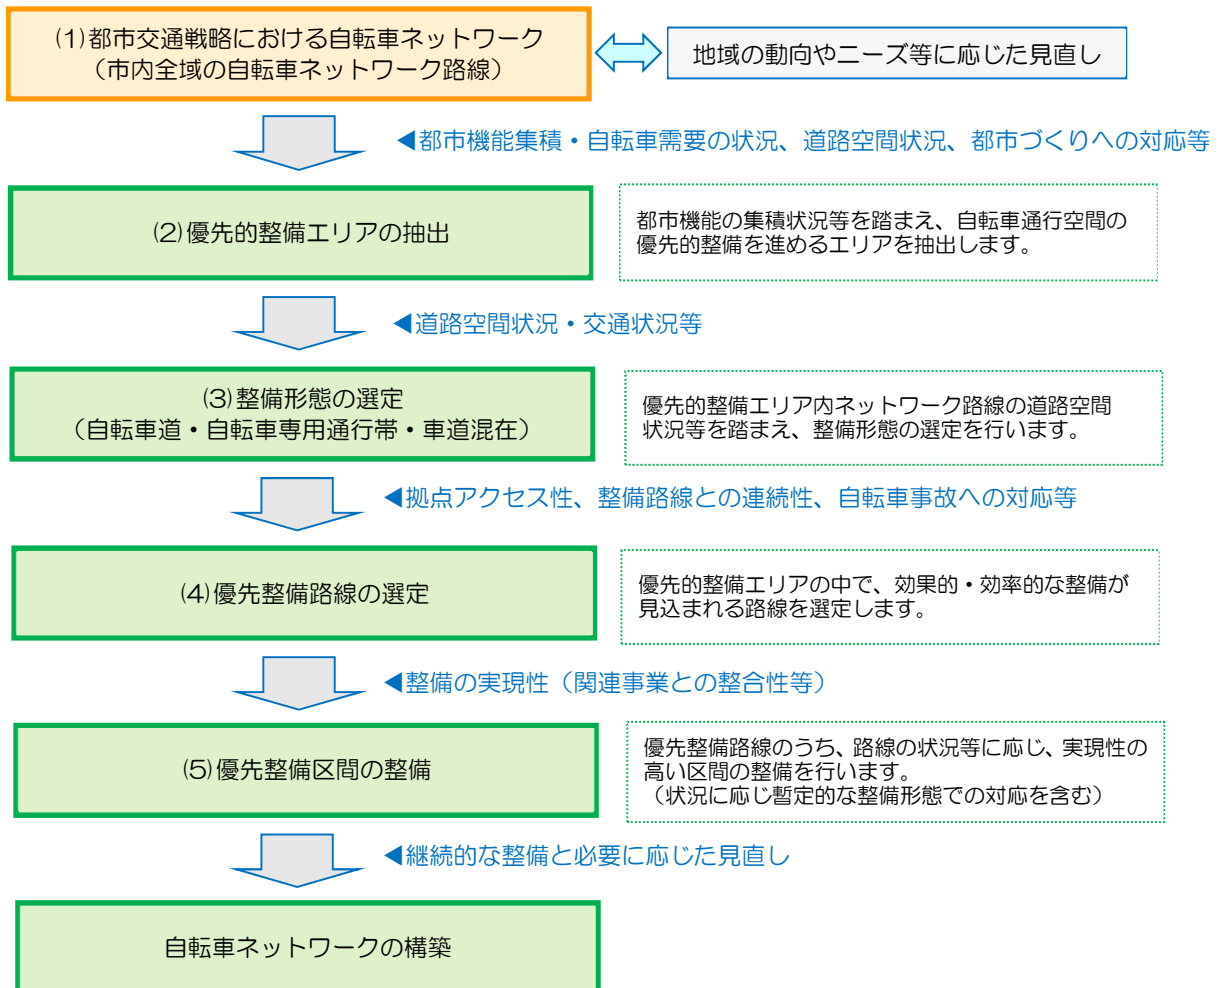 (1)都市交通戦略における自転車ネットワーク
（市内全域の自転車ネットワーク路線）
地域の動向やニーズ等に応じた見直し
◀都市機能集積・自転車需要の状況、道路空間状況、都市づくりへの対応等
(2)優先的整備エリアの抽出
都市機能の集積状況等を踏まえ、自転車通行空間の
優先的整備を進めるエリアを抽出します。
◀道路空間状況・交通状況等
(3)整備形態の選定
（自転車道・自転車専用通行帯・車道混在）
優先的整備エリア内ネットワーク路線の道路空間
状況等を踏まえ、整備形態の選定を行います。
◀拠点アクセス性、整備路線との連続性、自転車事故への対応等
(4)優先整備路線の選定
優先的整備エリアの中で、効果的・効率的な整備が
見込まれる路線を選定します。
◀整備の実現性（関連事業との整合性等）
(5)優先整備区間の整備
優先整備路線のうち、路線の状況等に応じ、実現性の
高い区間の整備を行います。
（状況に応じ暫定的な整備形態での対応を含む）
◀継続的な整備と必要に応じた見直し
自転車ネットワークの構築